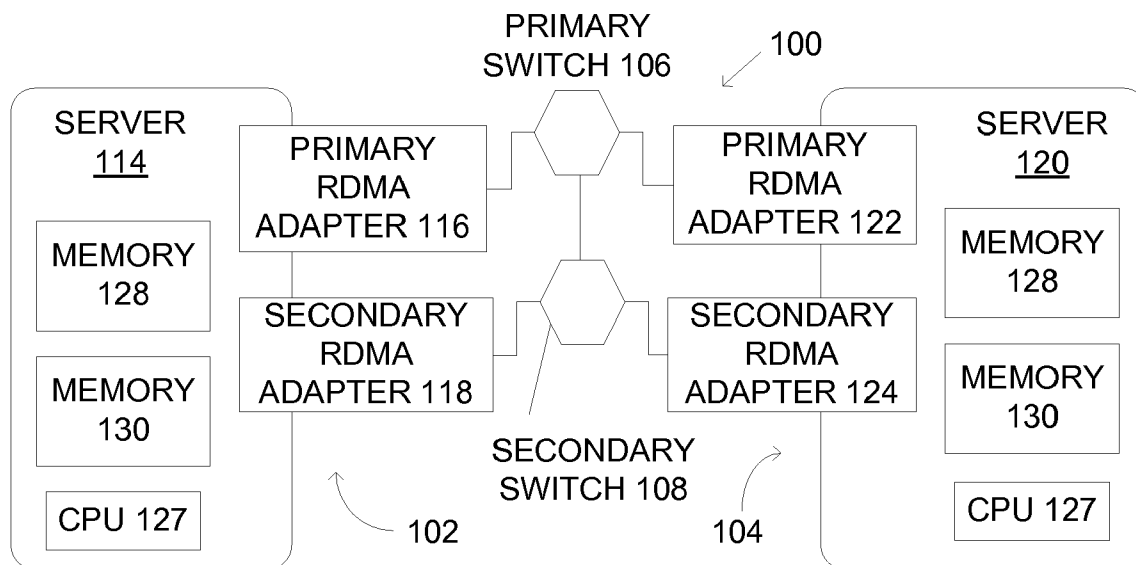 PRIMARY
SWITCH 106
100
SERVER
114
PRIMARY
RDMA
ADAPTER 116
PRIMARY
RDMA
ADAPTER 122
SERVER
120
MEMORY
128
MEMORY
128
SECONDARY
RDMA
ADAPTER 118
SECONDARY
RDMA
ADAPTER 124
MEMORY
130
MEMORY
130
SECONDARY
SWITCH 108
CPU 127
102
104
CPU 127